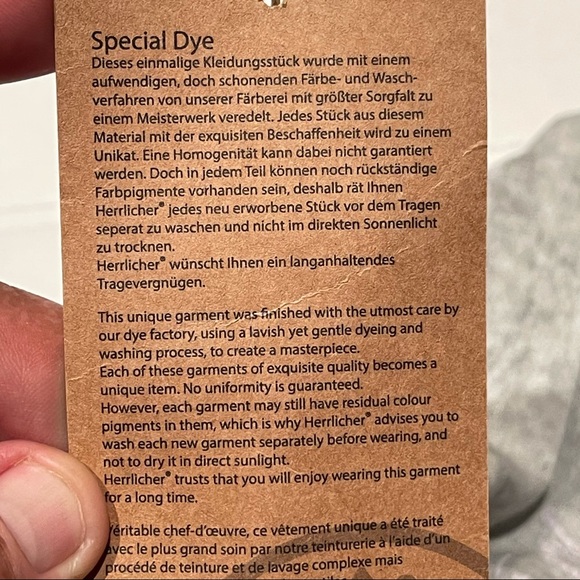 Special Dye
Dieses einmalige Kleidungsstück wurde mit einem
aufwendigen, doch schonenden Färbe- und Wasch-
verfahren von unserer Färberei mit größter Sorgfalt zu
einem Meisterwerk veredelt. Jedes Stück aus diesem
Material mit der exquisiten Beschaffenheit wird zu einem
Unikat. Eine Homogenität kann dabei nicht garantiert
werden. Doch in jedem Teil können noch rückständige
Farbpigmente vorhanden sein, deshalb rät Ihnen
Herrlicher® jedes neu erworbene Stück vor dem Tragen
seperat zu waschen und nicht im direkten Sonnenlicht
zu trocknen.
Herrlicher® wünscht Ihnen ein langanhaltendes
Tragevergnügen.
This unique garment was finished with the utmost care by
our dye factory, using a lavish yet gentle dyeing and
washing process, to create a masterpiece.
Each of these garments of exquisite quality becomes a
unique item. No uniformity is guaranteed.
However, each garment may still have residual colour
pigments in them, which is why Herrlicher® advises you to
wash each new garment separately before wearing, and
not to dry it in direct sunlight.
Herrlicher® trusts that you will enjoy wearing this garment
for a long time.
Véritable chef-d'œuvre, ce vêtement unique a été traité
avec le plus grand soin par notre teinturerie à l'aide d'un
procédé de teinture et de lavage complexe mais